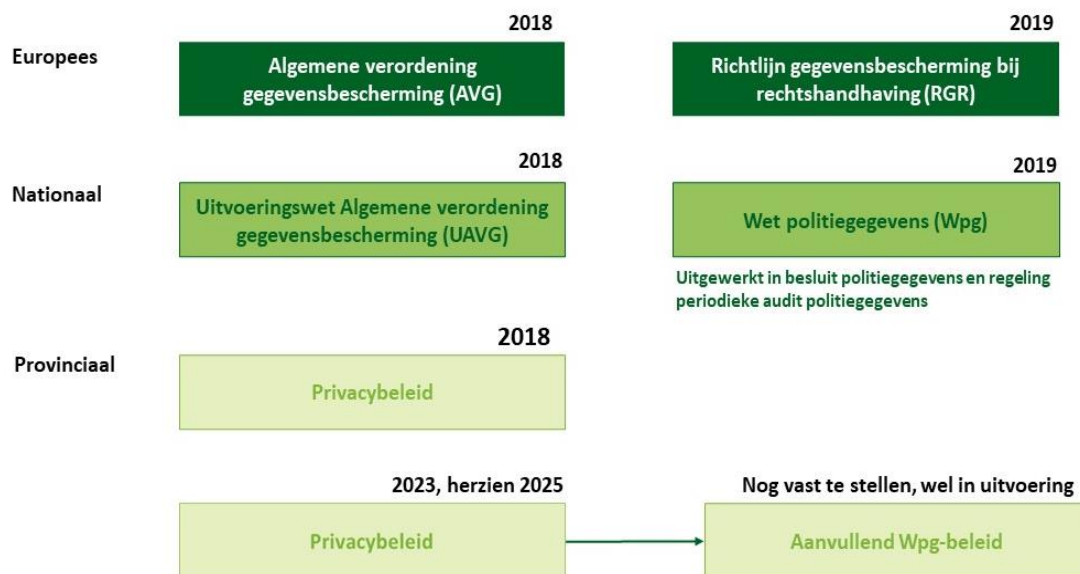 2018
2019
Europees
Algemene verordening
gegevensbescherming (AVG)
Richtlijn gegevensbescherming bij
rechtshandhaving (RGR)
2018
2019
Nationaal
Uitvoeringswet Algemene verordening
gegevensbescherming (UAVG)
Wet politiegegevens (Wpg)
Uitgewerkt in besluit politiegegevens en regeling
periodieke audit politiegegevens
2018
Provinciaal
Privacybeleid
2023, herzien 2025
Nog vast te stellen, wel in uitvoering
Privacybeleid
Aanvullend Wpg-beleid